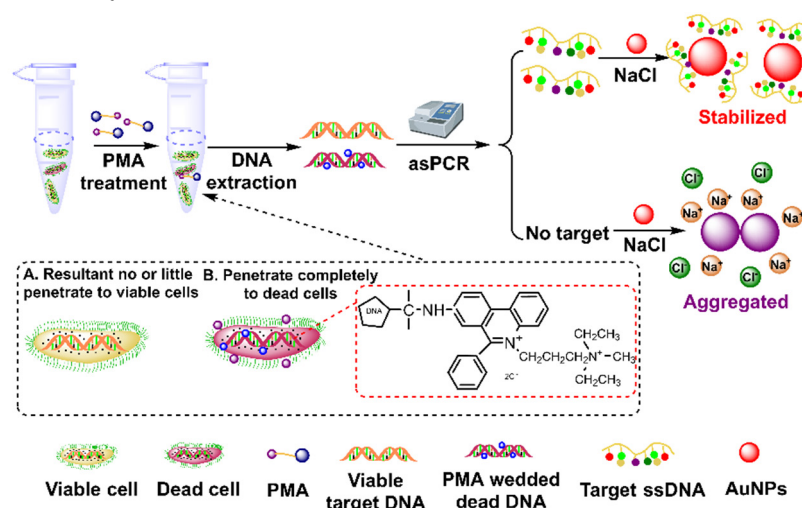 PMA
treatment
DNA
extraction
asPCR
NaCl
Stabilized
No target
NaCl
Cl-
Cl-
Na+
Na+
Na+
Na+
Na+
Na+
Cl-
Cl-
Aggregated
A. Resultant no or little
penetrate to viable cells
B. Penetrate completely
to dead cells
DNA
C
NH
N+
CH2CH3
CH2CH2CH2N+
CH3
CH2CH3
2C-
Viable cell
Dead cell
PMA
Viable
target DNA
PMA wedded
dead DNA
Target ssDNA
AuNPs